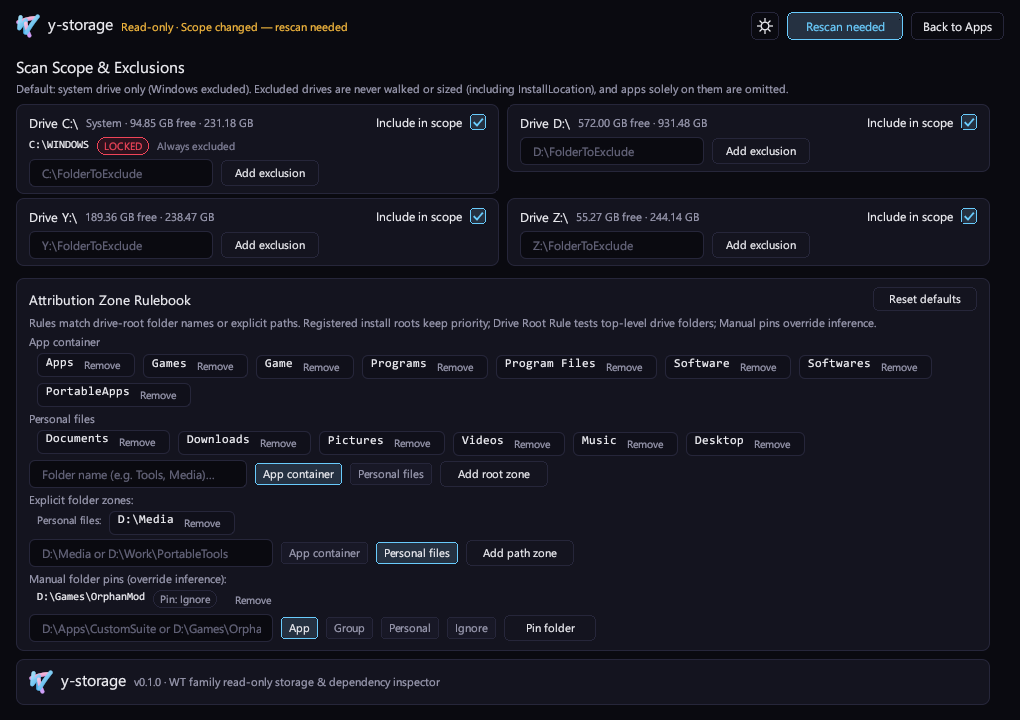 y-storage Read-only · Scope changed — rescan needed Rescan needed Back to Apps
Scan Scope & Exclusions
Default: system drive only (Windows excluded). Excluded drives are never walked or sized (including InstallLocation), and apps solely on them are omitted.
Drive C:\ System · 94.85 GB free · 231.18 GB Include in scope
C:\WINDOWS LOCKED Always excluded
C:\FolderToExclude Add exclusion
Drive D:\ 572.00 GB free · 931.48 GB Include in scope
D:\FolderToExclude Add exclusion
Drive Y:\ 189.36 GB free · 238.47 GB Include in scope
Y:\FolderToExclude Add exclusion
Drive Z:\ 55.27 GB free · 244.14 GB Include in scope
Z:\FolderToExclude Add exclusion
Attribution Zone Rulebook Reset defaults
Rules match drive-root folder names or explicit paths. Registered install roots keep priority; Drive Root Rule tests top-level drive folders; Manual pins override inference.
App container
Apps Remove Games Remove Game Remove Programs Remove Program Files Remove Software Remove Softwares Remove
PortableApps Remove
Personal files
Documents Remove Downloads Remove Pictures Remove Videos Remove Music Remove Desktop Remove
Folder name (e.g. Tools, Media)... App container Personal files Add root zone
Explicit folder zones:
Personal files: D:\Media Remove
D:\Media or D:\Work\PortableTools App container Personal files Add path zone
Manual folder pins (override inference):
D:\Games\OrphanMod Pin: Ignore Remove
D:\Apps\CustomSuite or D:\Games\Orpha App Group Personal Ignore Pin folder
y-storage v0.1.0 · WT family read-only storage & dependency inspector